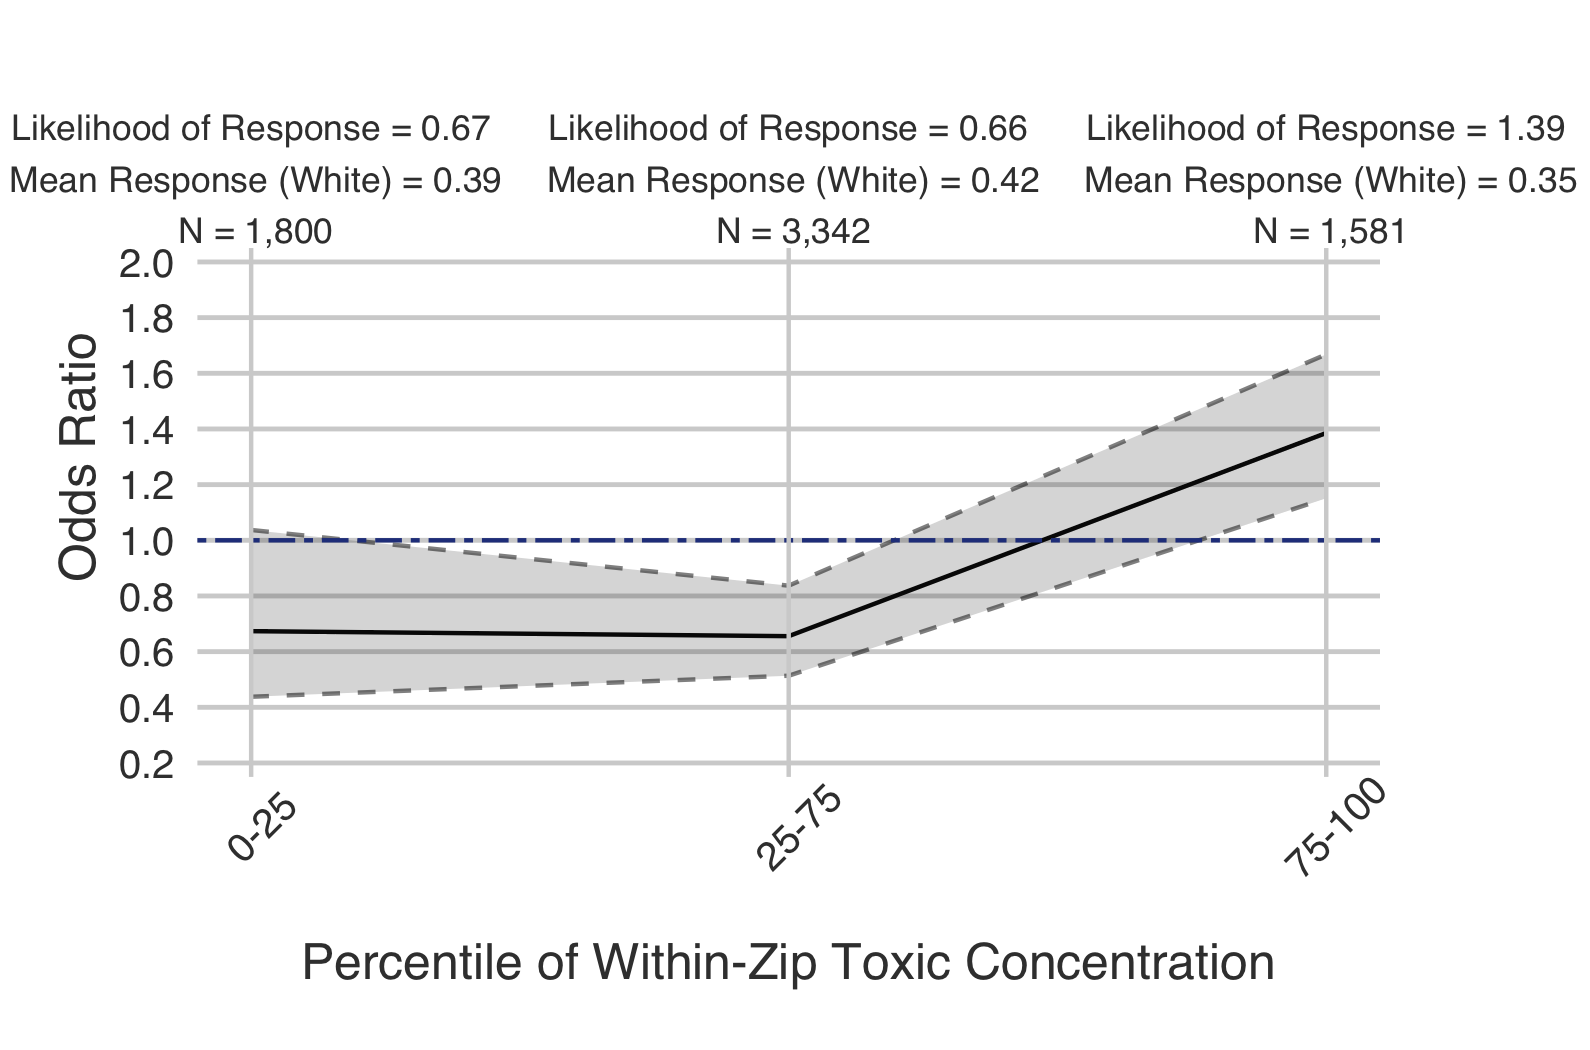 Likelihood of Response = 0.67 Likelihood of Response = 0.66 Likelihood of Response = 1.39
Mean Response (White) = 0.39 Mean Response (White) = 0.42 Mean Response (White) = 0.35
N = 1,800 N = 3,342 N = 1,581
2.0
1.8
1.6
1.4
1.2
1.0
0.8
0.6
0.4
0.2
Odds Ratio
0-25 25-75 75-100
Percentile of Within-Zip Toxic Concentration